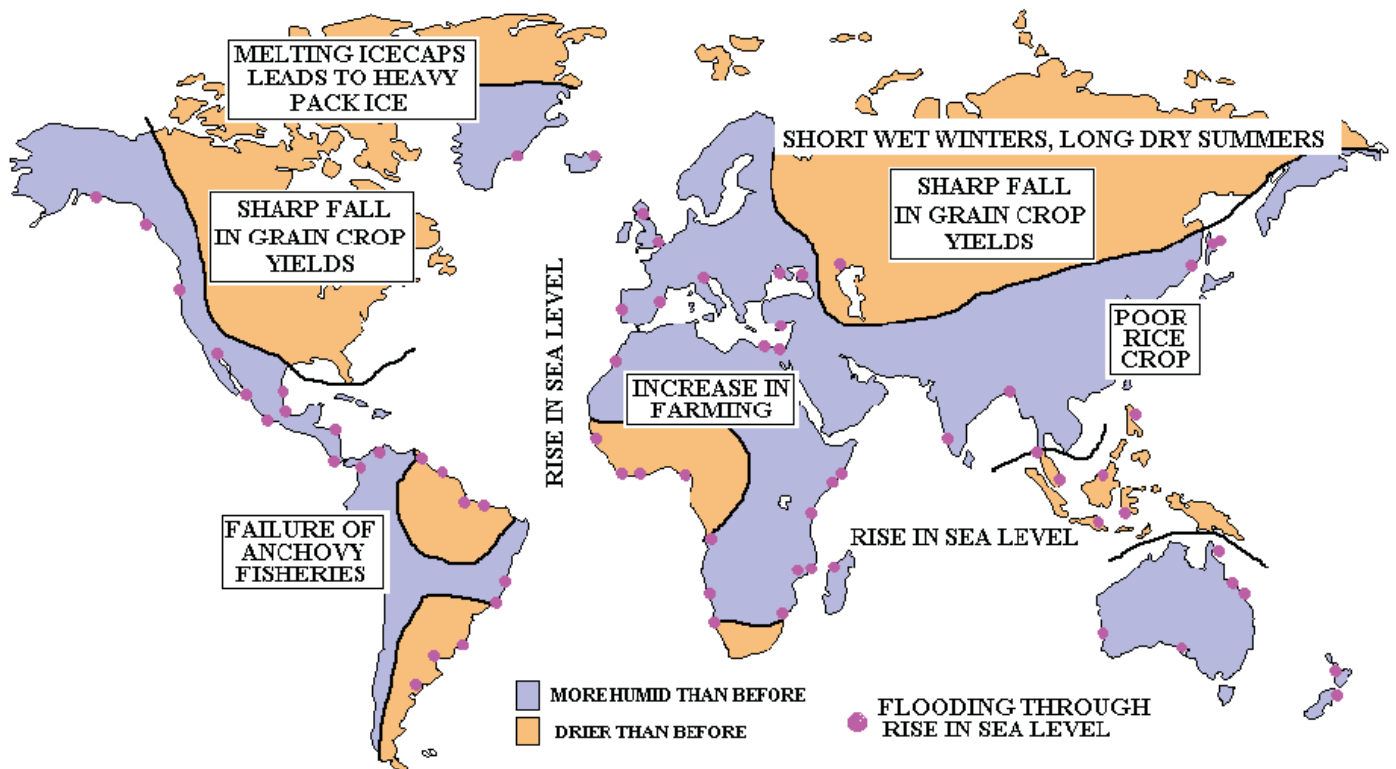 MELTING ICECAPS
LEADS TO HEAVY
PACK ICE
SHORT WET WINTERS, LONG DRY SUMMERS
SHARP FALL
IN GRAIN CROP
YIELDS
SHARP FALL
IN GRAIN CROP
YIELDS
RISE IN SEA LEVEL
POOR
RICE
CROP
INCREASE IN
FARMING
FAILURE OF
ANCHOVY
FISHERIES
RISE IN SEA LEVEL
MORE HUMID THAN BEFORE
DRIER THAN BEFORE
FLOODING THROUGH
RISE IN SEA LEVEL